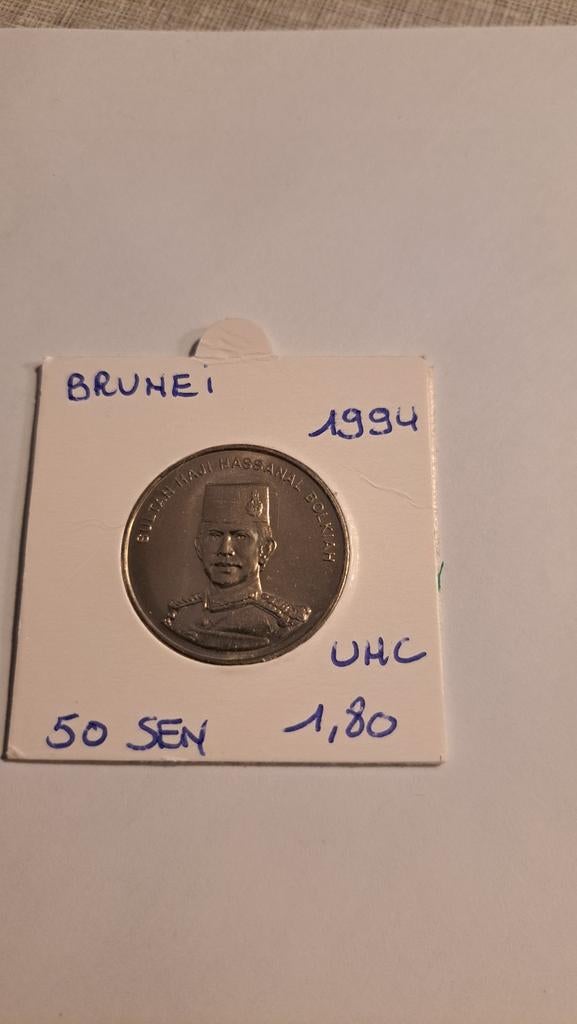 BRUNEi
1994
SULTAN HAJI HASSANAL BOLKIAH
UNC
50 SEN
1,80